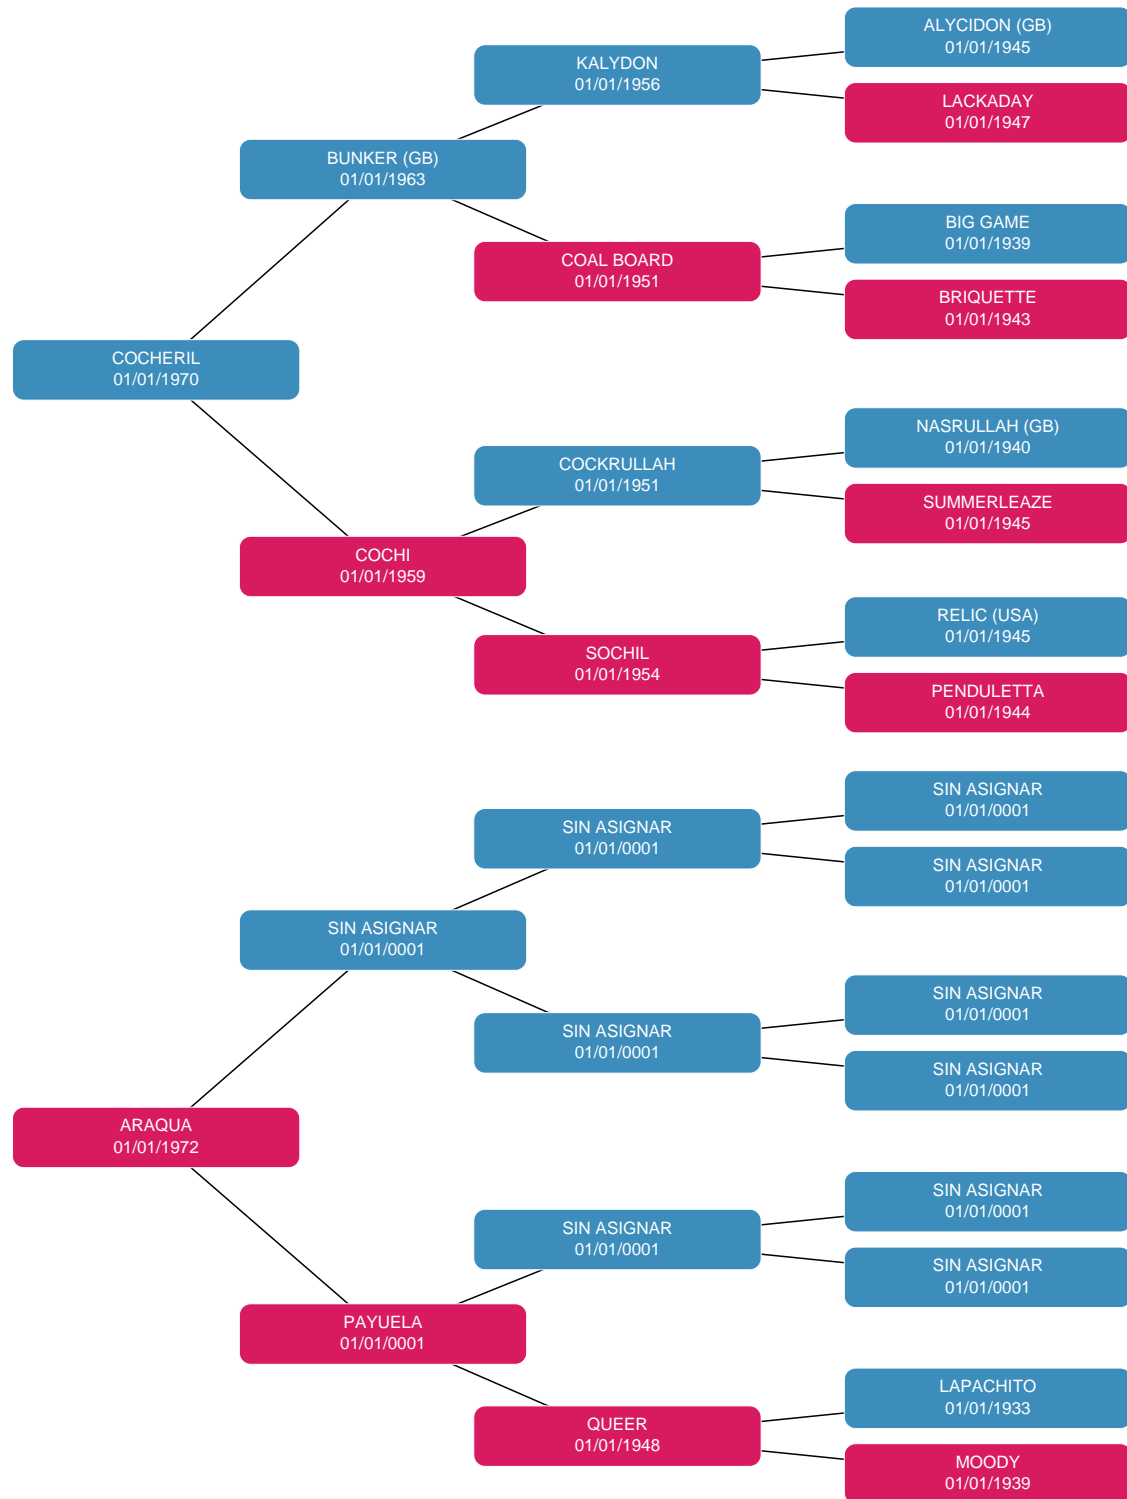 ALYCIDON (GB)
01/01/1945
KALYDON
01/01/1956
LACKADAY
01/01/1947
BUNKER (GB)
01/01/1963
BIG GAME
01/01/1939
COAL BOARD
01/01/1951
BRIQUETTE
01/01/1943
COCHERIL
01/01/1970
NASRULLAH (GB)
01/01/1940
COCKRULLAH
01/01/1951
SUMMERLEAZE
01/01/1945
COCHI
01/01/1959
RELIC (USA)
01/01/1945
SOCHIL
01/01/1954
PENDULETTA
01/01/1944
SIN ASIGNAR
01/01/0001
SIN ASIGNAR
01/01/0001
SIN ASIGNAR
01/01/0001
SIN ASIGNAR
01/01/0001
SIN ASIGNAR
01/01/0001
SIN ASIGNAR
01/01/0001
SIN ASIGNAR
01/01/0001
ARAQUA
01/01/1972
SIN ASIGNAR
01/01/0001
SIN ASIGNAR
01/01/0001
SIN ASIGNAR
01/01/0001
PAYUELA
01/01/0001
LAPACHITO
01/01/1933
QUEER
01/01/1948
MOODY
01/01/1939